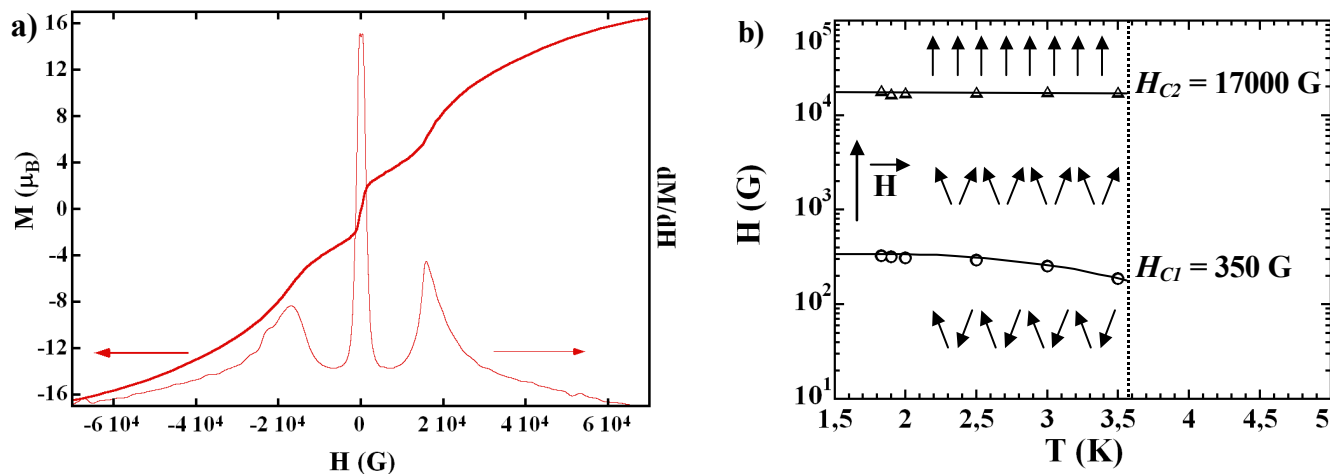 a)
16
12
8
4
0
-4
-8
-12
-16
M (μB)
dM/dH
-6 10⁴
-2 10⁴
0
2 10⁴
4 10⁴
6 10⁴
H (G)
b)
10⁵
10⁴
10³
10²
10¹
H (G)
HC2 = 17000 G
H
HC1 = 350 G
1,5
2
2,5
3
3,5
4
4,5
5
T (K)